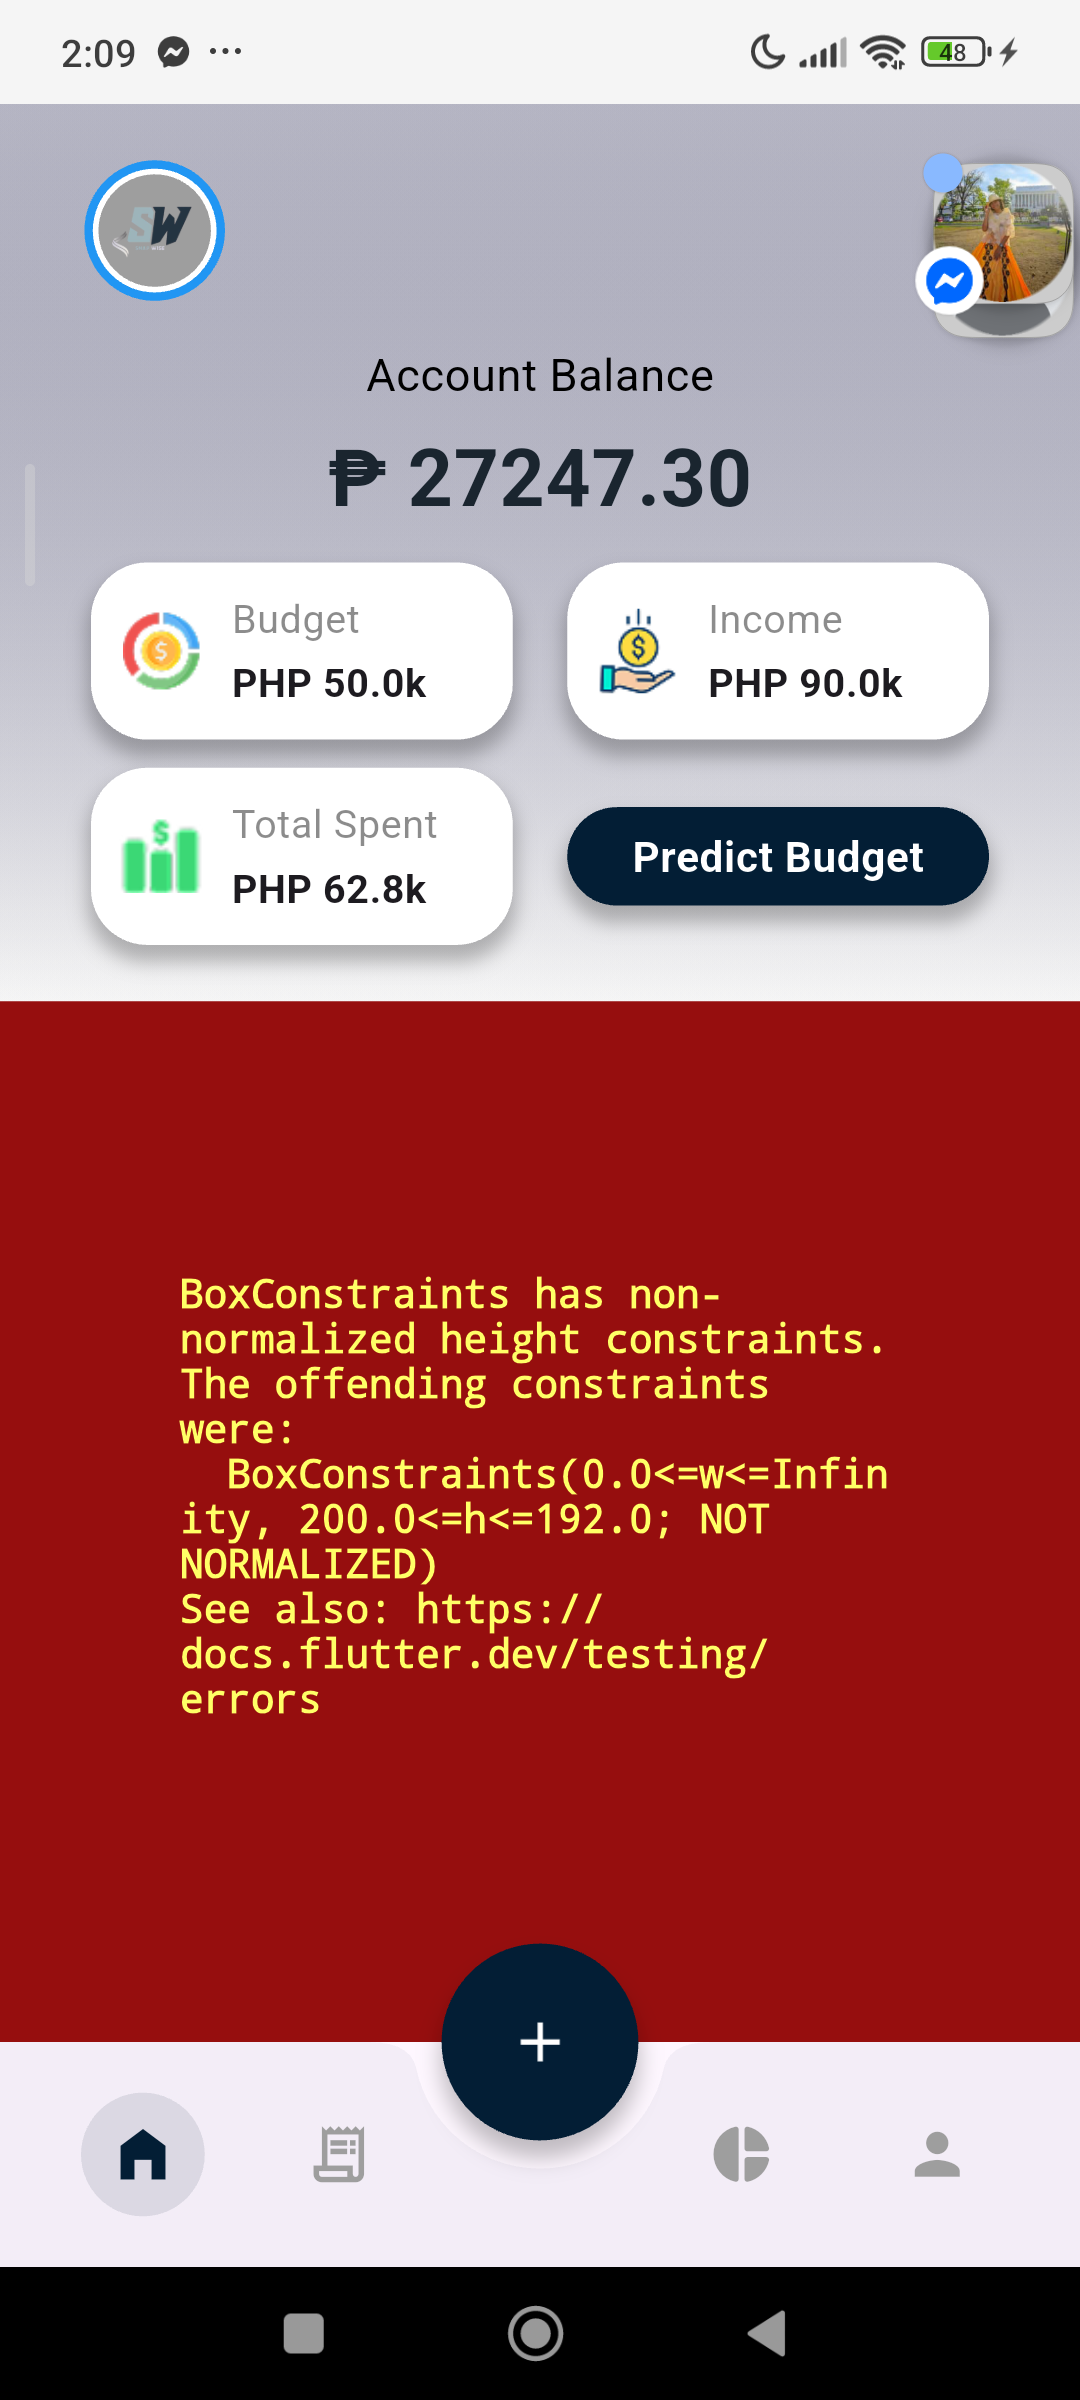 2:09
48
SW
Account Balance
₱ 27247.30
Budget
PHP 50.0k
Income
PHP 90.0k
Total Spent
PHP 62.8k
Predict Budget
BoxConstraints has non-
normalized height constraints.
The offending constraints
were:
BoxConstraints(0.0<=w<=Infin
ity, 200.0<=h<=192.0; NOT
NORMALIZED)
See also: https://
docs.flutter.dev/testing/
errors